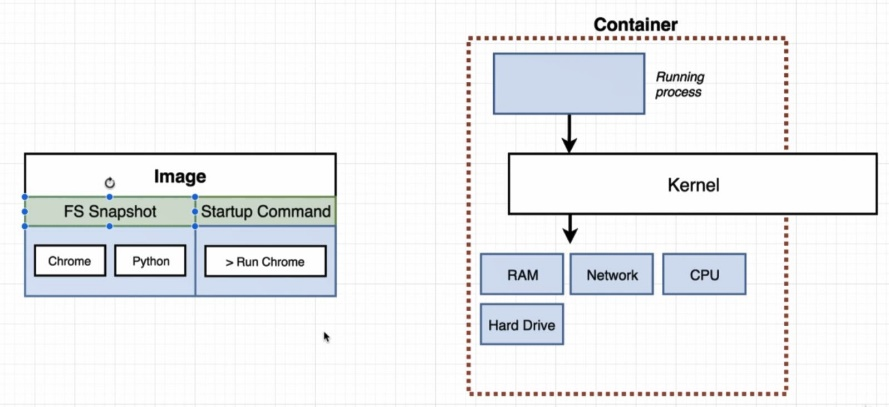 Container
Running
process
Image
Kernel
FS Snapshot
Startup Command
Chrome
Python
> Run Chrome
RAM
Network
CPU
Hard Drive